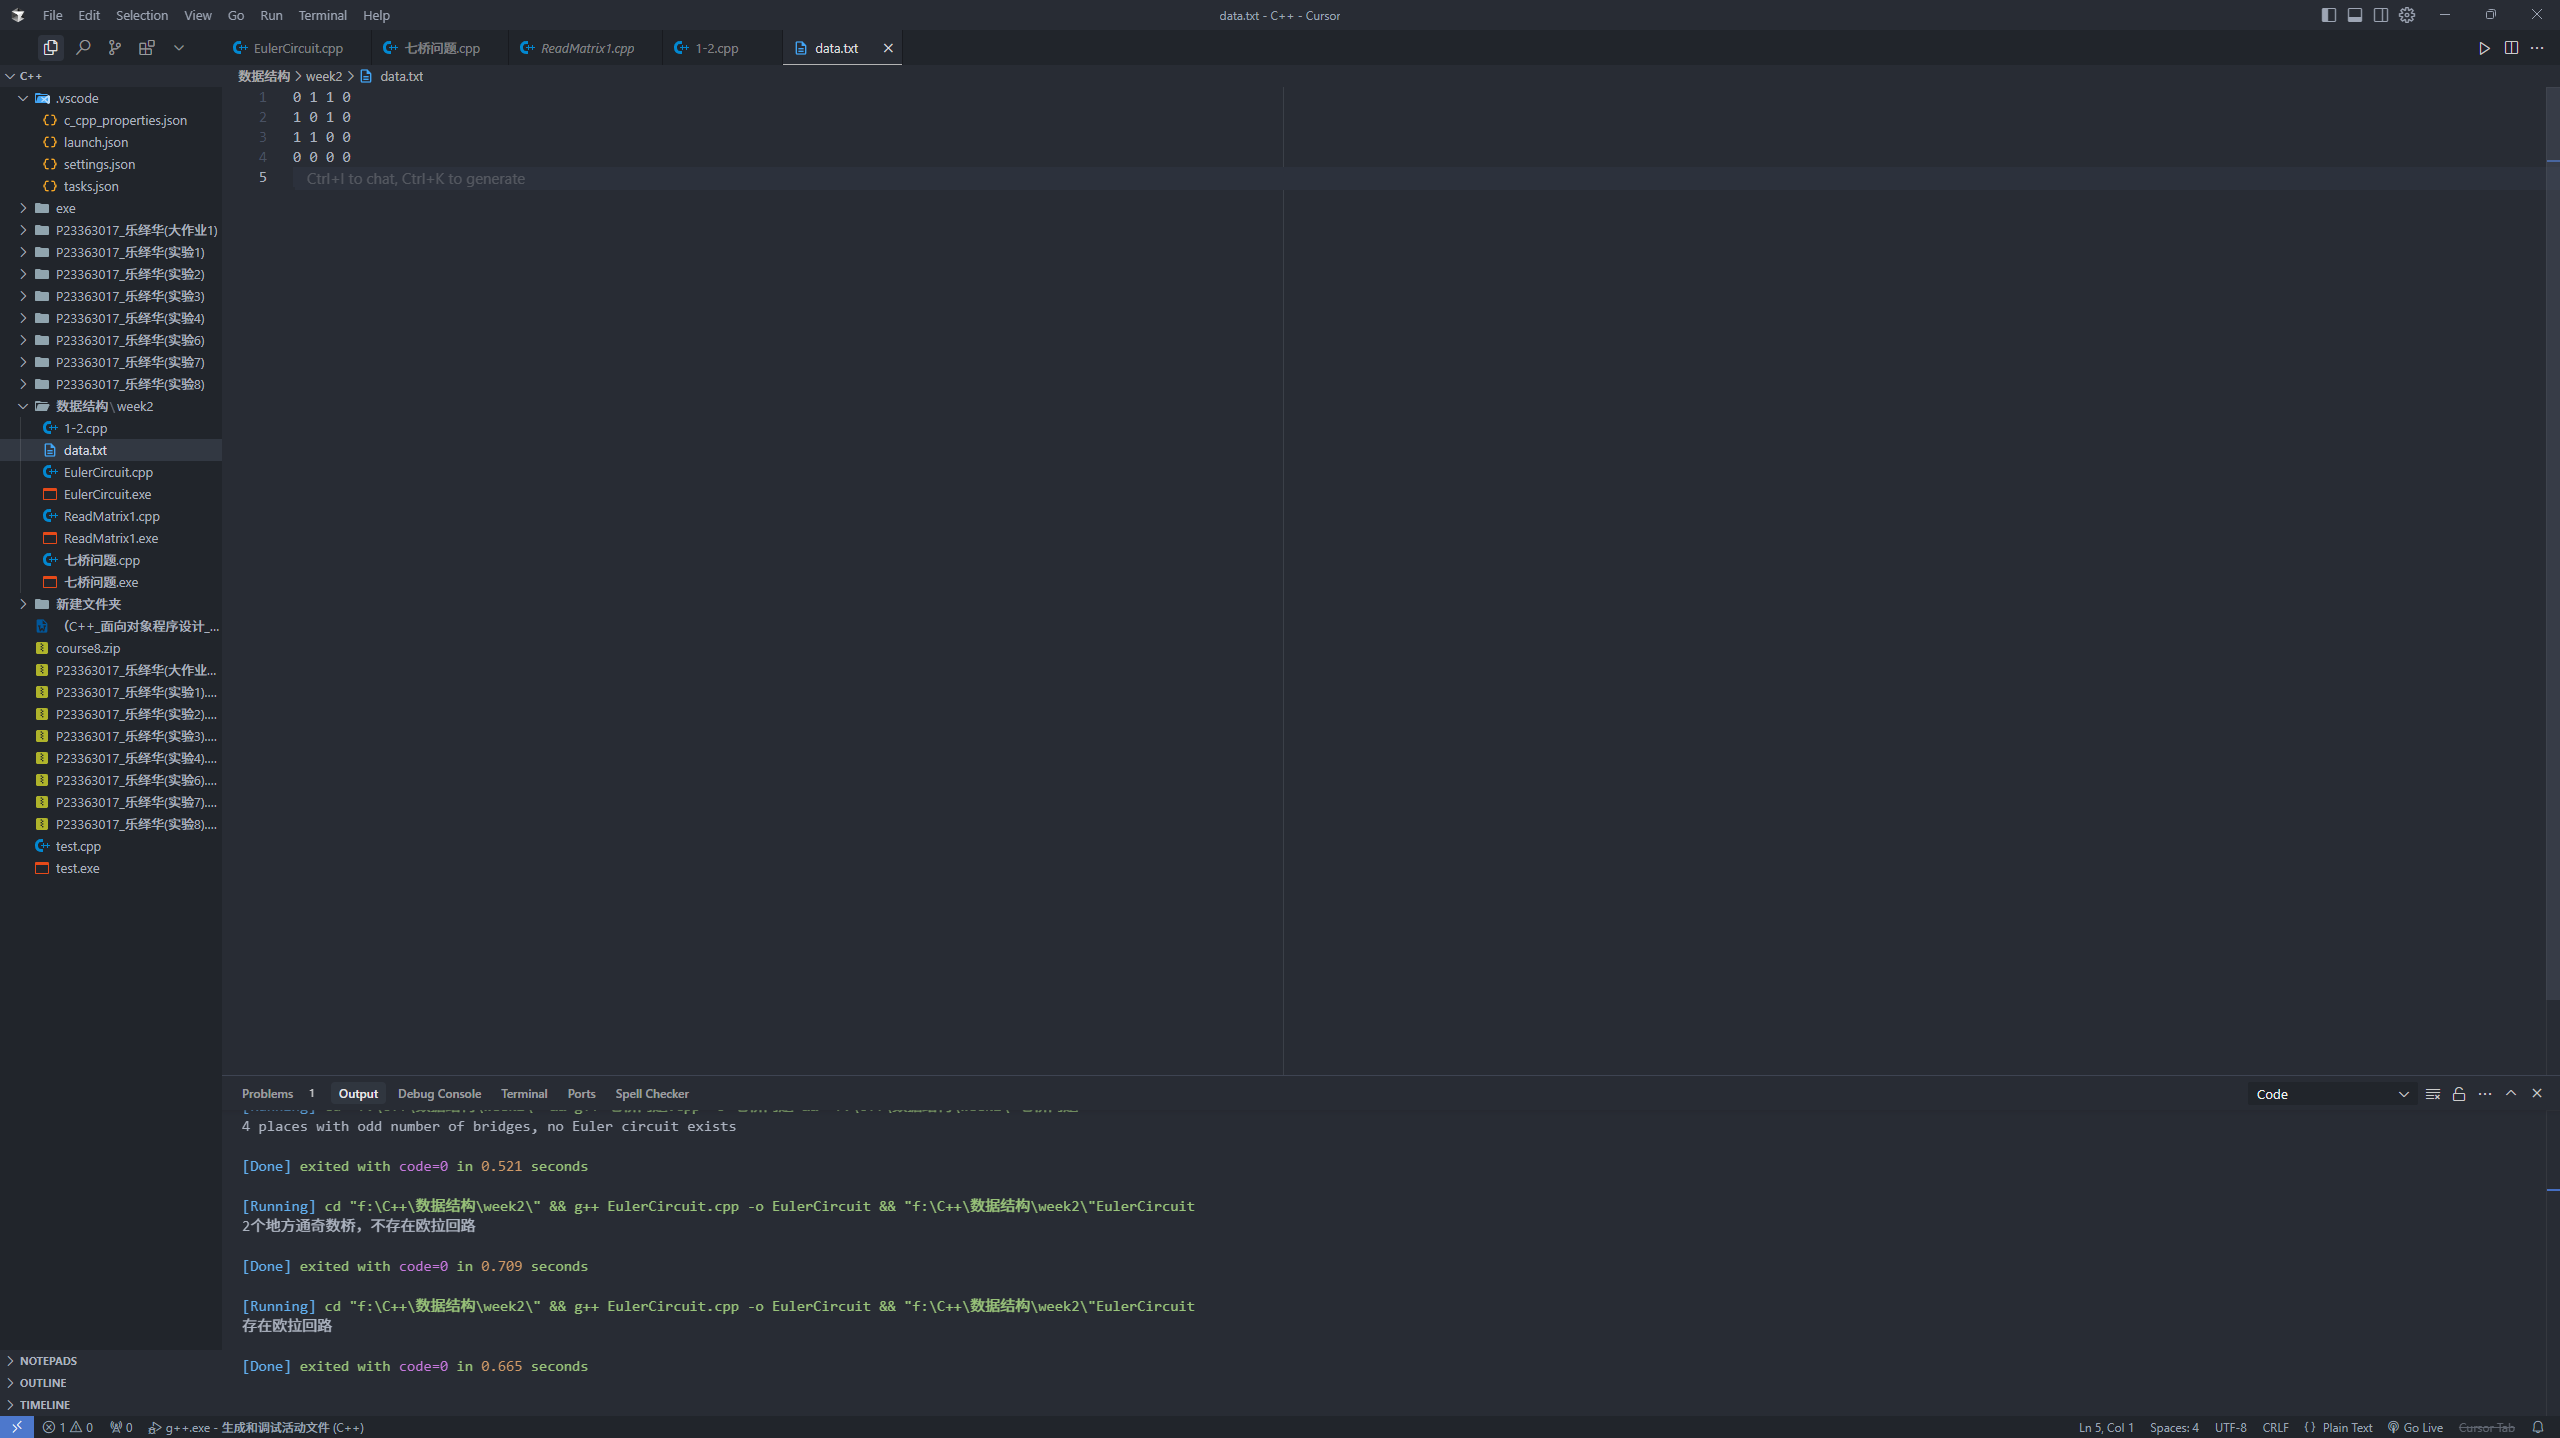 File Edit Selection View Go Run Terminal Help
data.txt - C++ - Cursor
EulerCircuit.cpp 七桥问题.cpp ReadMatrix1.cpp 1-2.cpp data.txt
C++
.vscode
c_cpp_properties.json
launch.json
settings.json
tasks.json
exe
P23363017_乐绎华(大作业1)
P23363017_乐绎华(实验1)
P23363017_乐绎华(实验2)
P23363017_乐绎华(实验3)
P23363017_乐绎华(实验4)
P23363017_乐绎华(实验6)
P23363017_乐绎华(实验7)
P23363017_乐绎华(实验8)
数据结构\week2
1-2.cpp
data.txt
EulerCircuit.cpp
EulerCircuit.exe
ReadMatrix1.cpp
ReadMatrix1.exe
七桥问题.cpp
七桥问题.exe
新建文件夹
（C++_面向对象程序设计_...
course8.zip
P23363017_乐绎华(大作业...
P23363017_乐绎华(实验1)....
P23363017_乐绎华(实验2)....
P23363017_乐绎华(实验3)....
P23363017_乐绎华(实验4)....
P23363017_乐绎华(实验6)....
P23363017_乐绎华(实验7)....
P23363017_乐绎华(实验8)....
test.cpp
test.exe
NOTEPADS
OUTLINE
TIMELINE
数据结构 > week2 > data.txt
1 0 1 1 0
2 1 0 1 0
3 1 1 0 0
4 0 0 0 0
5 Ctrl+I to chat, Ctrl+K to generate
Problems 1 Output Debug Console Terminal Ports Spell Checker
Code
4 places with odd number of bridges, no Euler circuit exists
[Done] exited with code=0 in 0.521 seconds
[Running] cd "f:\C++\数据结构\week2\" && g++ EulerCircuit.cpp -o EulerCircuit && "f:\C++\数据结构\week2\"EulerCircuit
2个地方通奇数桥，不存在欧拉回路
[Done] exited with code=0 in 0.709 seconds
[Running] cd "f:\C++\数据结构\week2\" && g++ EulerCircuit.cpp -o EulerCircuit && "f:\C++\数据结构\week2\"EulerCircuit
存在欧拉回路
[Done] exited with code=0 in 0.665 seconds
1 0 0 g++.exe - 生成和调试活动文件 (C++)
Ln 5, Col 1 Spaces: 4 UTF-8 CRLF {} Plain Text Go Live Cursor Tab